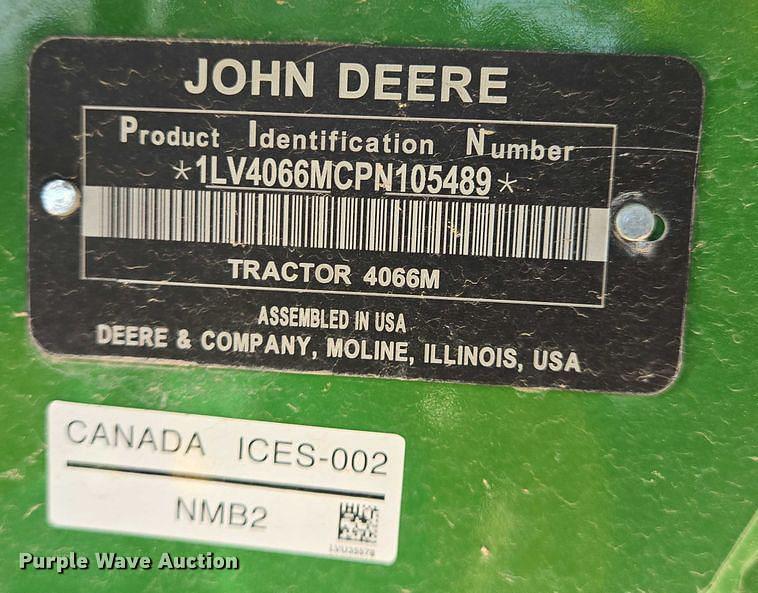 JOHN DEERE
Product Identification Number
*1LV4066MCPN105489*
TRACTOR 4066M
ASSEMBLED IN USA
DEERE & COMPANY, MOLINE, ILLINOIS, USA
CANADA ICES-002
NMB2
LVU35578
Purple Wave Auction